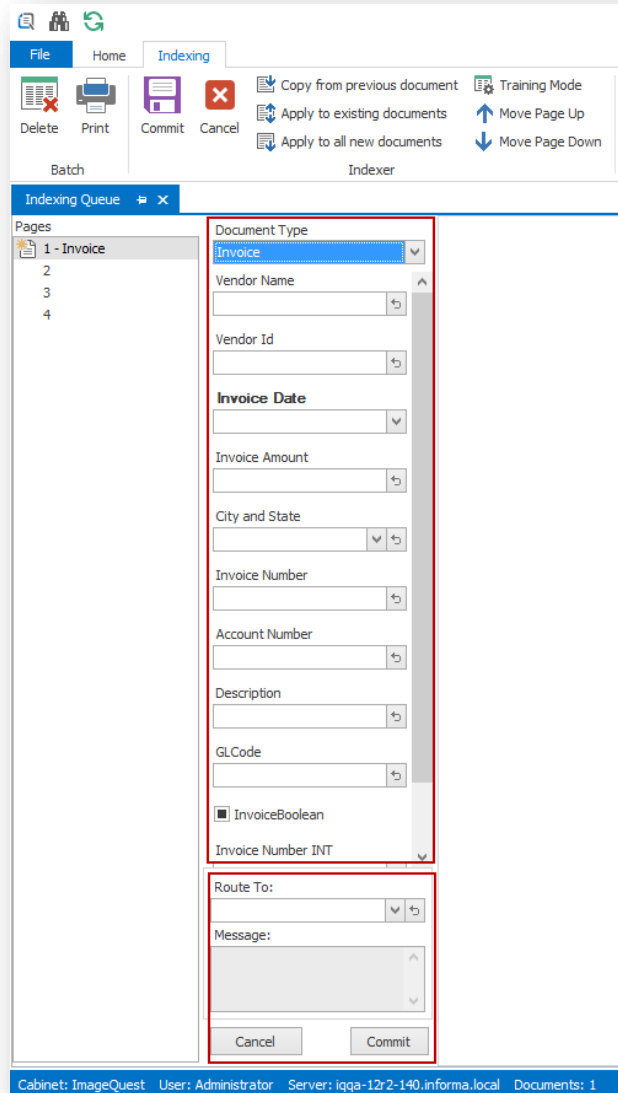 File Home Indexing
Delete
Print
Commit
Cancel
Copy from previous document
Apply to existing documents
Apply to all new documents
Training Mode
Move Page Up
Move Page Down
Batch
Indexer
Indexing Queue
Pages
1 - Invoice
2
3
4
Document Type
Invoice
Vendor Name
Vendor Id
Invoice Date
Invoice Amount
City and State
Invoice Number
Account Number
Description
GLCode
InvoiceBoolean
Invoice Number INT
Route To:
Message:
Cancel Commit
Cabinet: ImageQuest User: Administrator Server: iqqa-12r2-140.informa.local Documents: 1